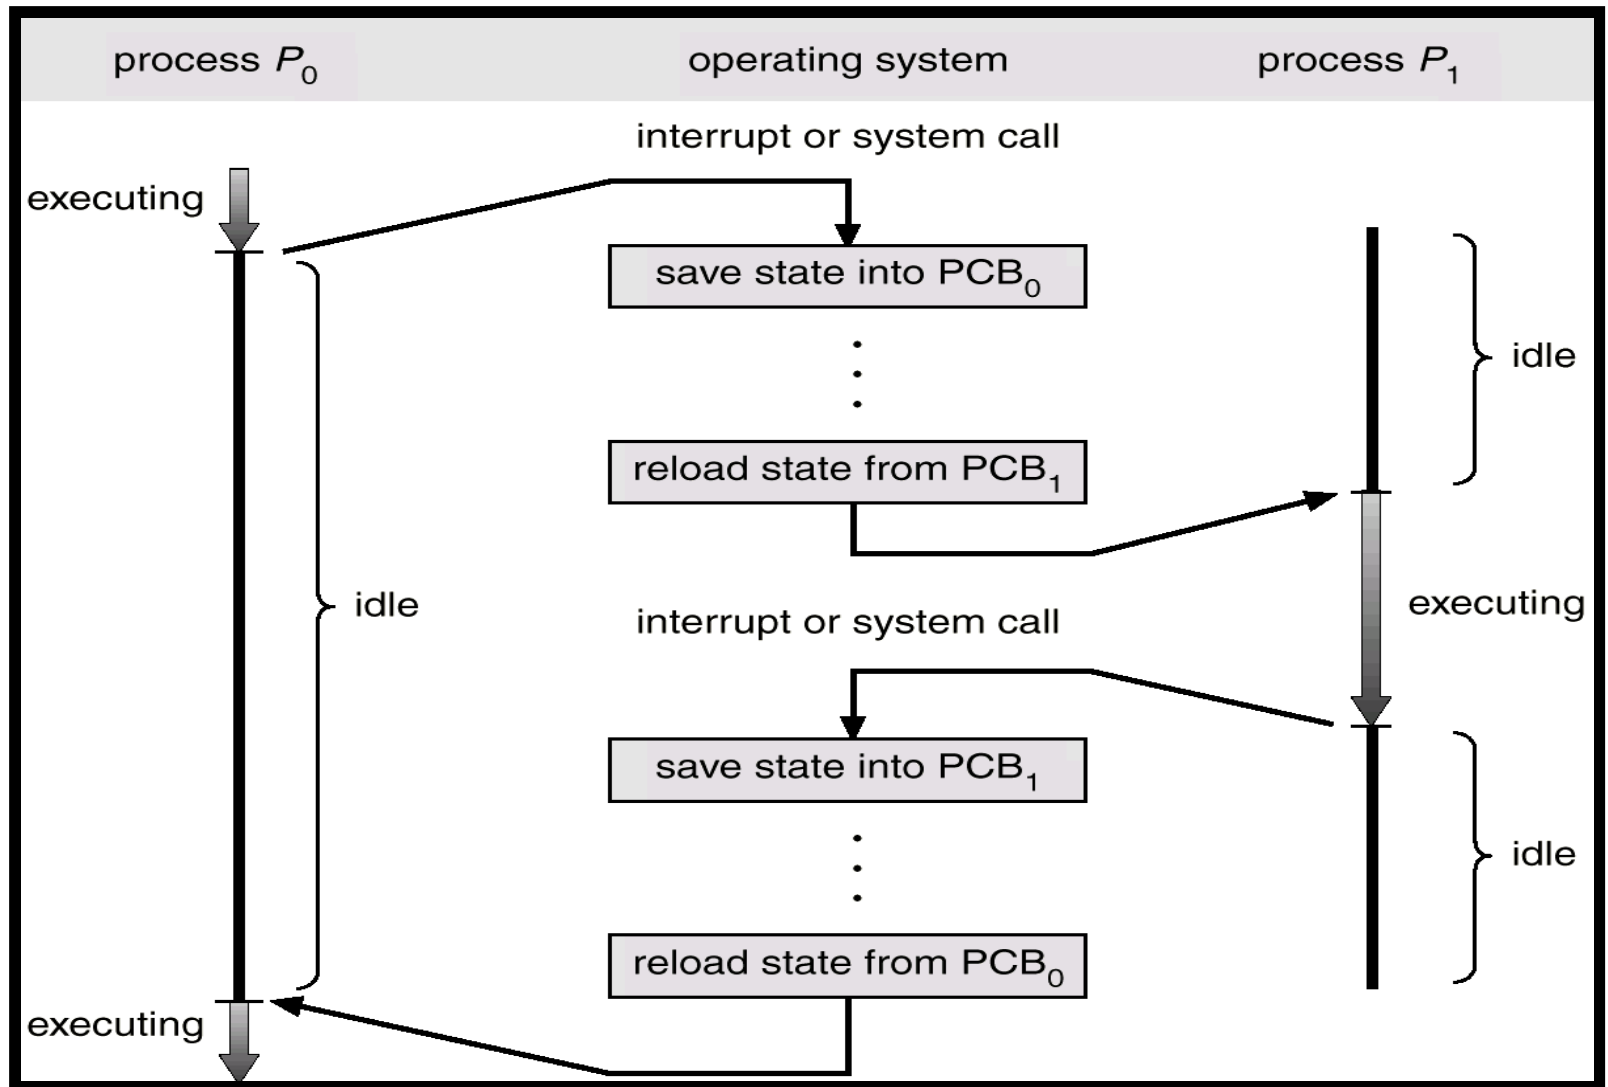 process P0 operating system process P1
interrupt or system call
executing
save state into PCB0
idle
reload state from PCB1
idle
executing
interrupt or system call
save state into PCB1
idle
reload state from PCB0
executing